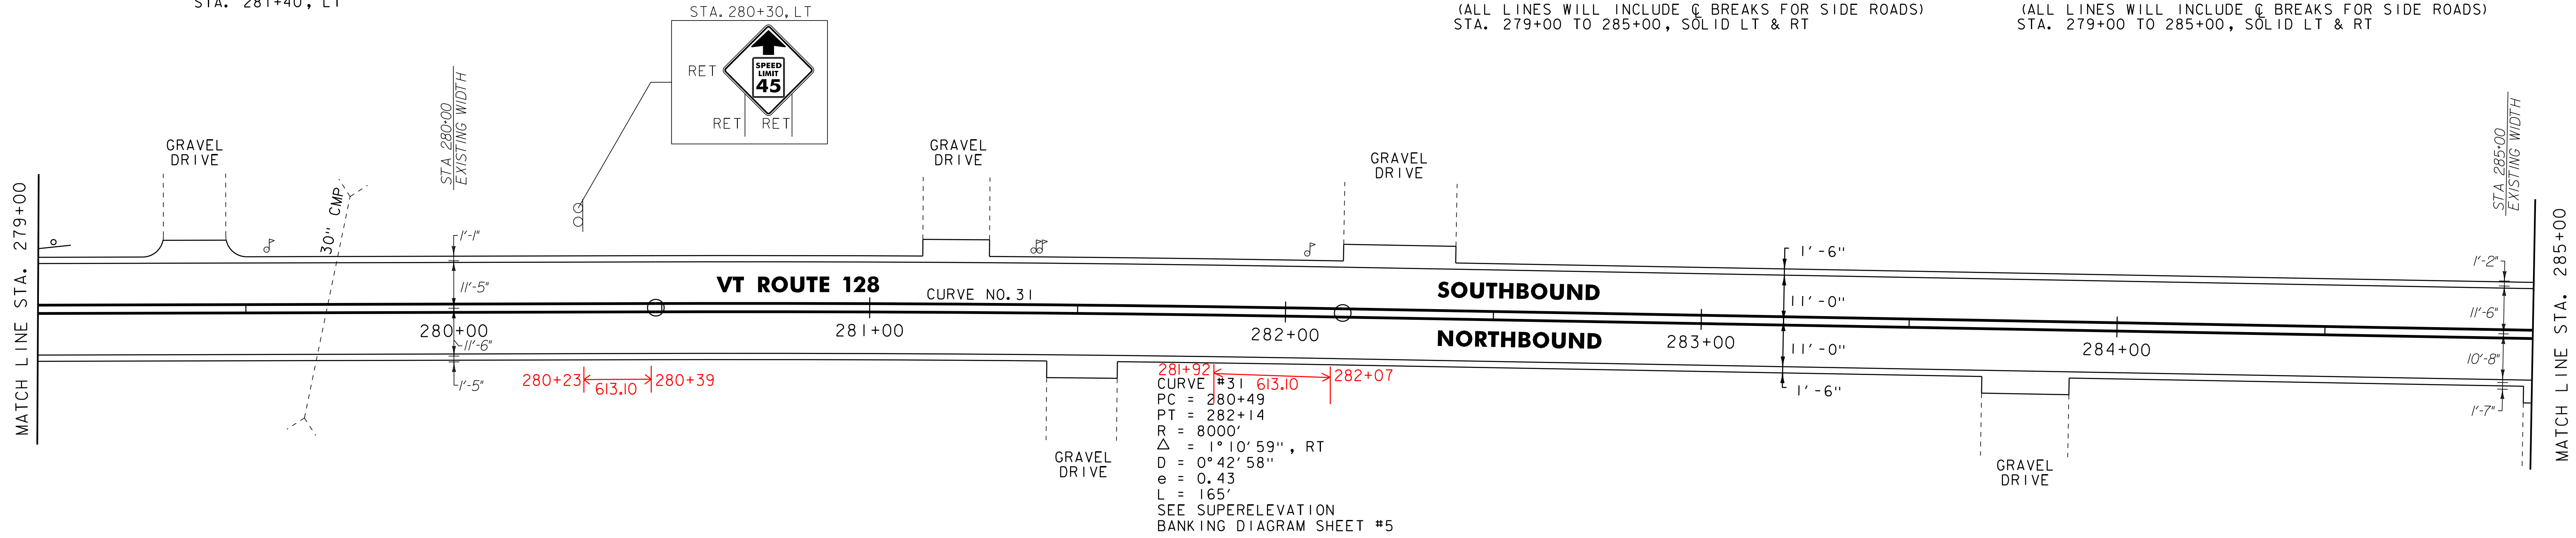 STA. 281+40, LT
STA. 280+30, LT
(ALL LINES WILL INCLUDE ℄ BREAKS FOR SIDE ROADS)
STA. 279+00 TO 285+00, SOLID LT & RT
(ALL LINES WILL INCLUDE ℄ BREAKS FOR SIDE ROADS)
STA. 279+00 TO 285+00, SOLID LT & RT
RET
SPEED
LIMIT
45
RET RET
MATCH LINE STA. 279+00
GRAVEL
DRIVE
30" CMP
STA 280+00
EXISTING WIDTH
GRAVEL
DRIVE
GRAVEL
DRIVE
STA 285+00
EXISTING WIDTH
MATCH LINE STA. 285+00
1'-1"
11'-5"
11'-6"
1'-5"
VT ROUTE 128
CURVE NO. 31
SOUTHBOUND
NORTHBOUND
1'-6"
11'-0"
11'-0"
1'-6"
1'-2"
11'-6"
10'-8"
1'-7"
280+00
281+00
282+00
283+00
284+00
280+23
613.10
280+39
281+92
613.10
282+07
CURVE #31
PC = 280+49
PT = 282+14
R = 8000'
△ = 1°10'59", RT
D = 0°42'58"
e = 0.43
L = 165'
SEE SUPERELEVATION
BANKING DIAGRAM SHEET #5
GRAVEL
DRIVE
GRAVEL
DRIVE